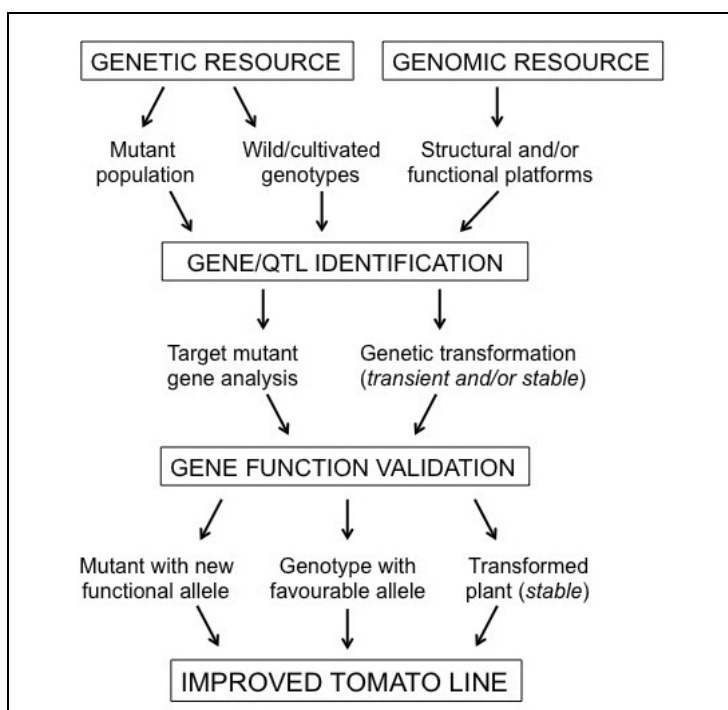 GENETIC RESOURCE
GENOMIC RESOURCE
Mutant
population
Wild/cultivated
genotypes
Structural and/or
functional platforms
GENE/QTL IDENTIFICATION
Target mutant
gene analysis
Genetic transformation
(transient and/or stable)
GENE FUNCTION VALIDATION
Mutant with new
functional allele
Genotype with
favourable allele
Transformed
plant (stable)
IMPROVED TOMATO LINE